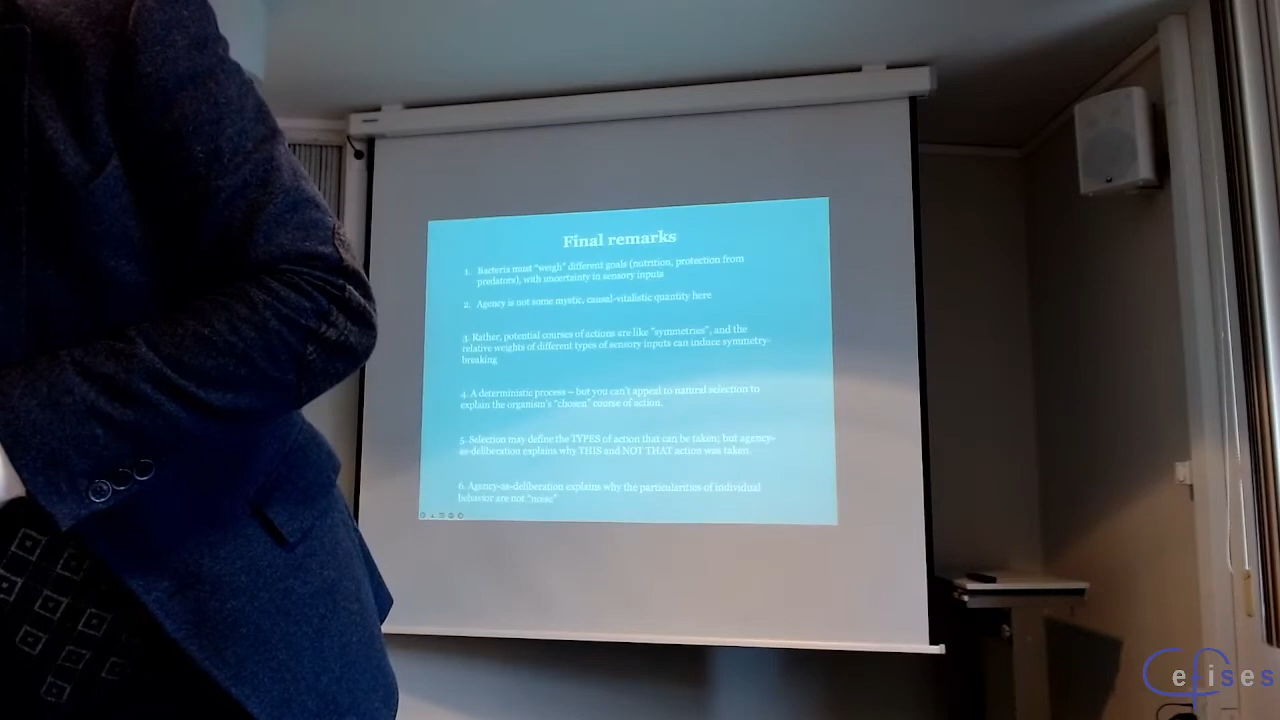 Final remarks
1. Bacteria must "weigh" different goals (nutrition, protection from
predators), with uncertainty in sensory inputs
2. Agency is not some mystic, causal-vitalistic quantity here
3. Rather, potential courses of actions are like "symmetries", and the
relative weights of different types of sensory inputs can induce symmetry-
breaking
4. A deterministic process – but you can't appeal to natural selection to
explain the organism's "chosen" course of action.
5. Selection may define the TYPES of action that can be taken; but agency-
as-deliberation explains why THIS and NOT THAT action was taken.
6. Agency-as-deliberation explains why the particularities of individual
behavior are not "noise"
Cefises